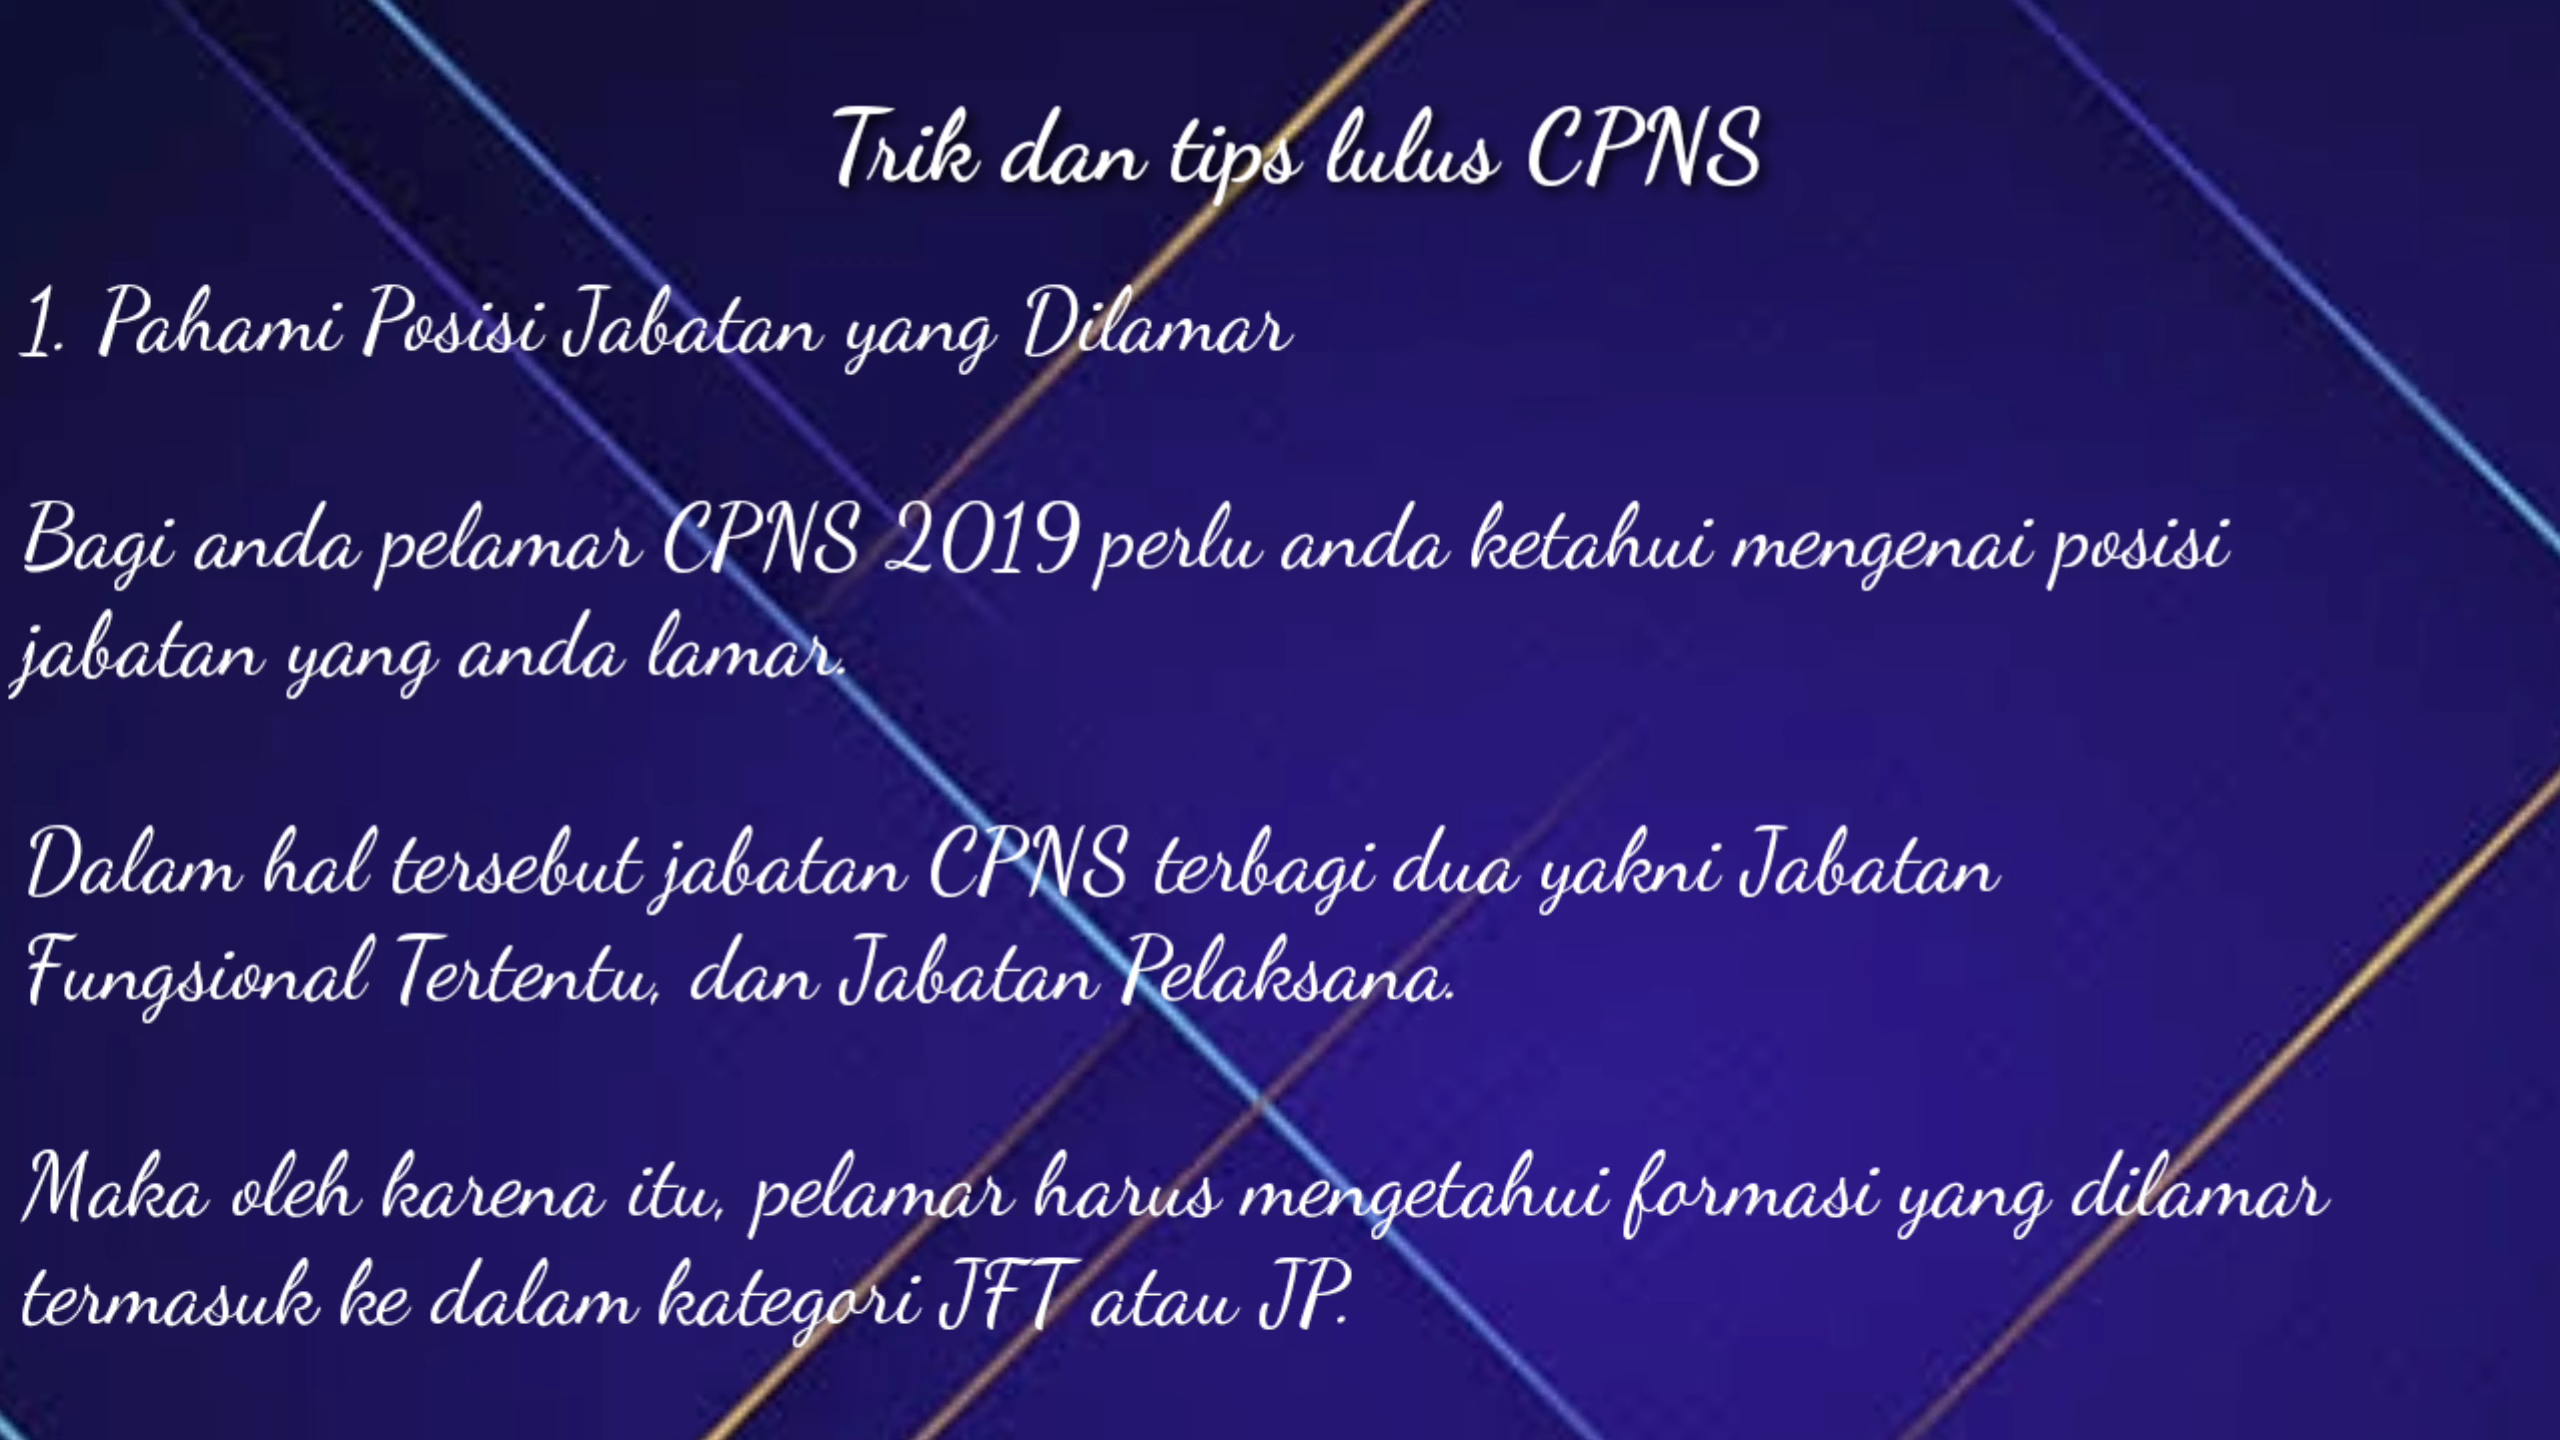 Trik dan tips lulus CPNS
1. Pahami Posisi Jabatan yang Dilamar
Bagi anda pelamar CPNS 2019 perlu anda ketahui mengenai posisi
jabatan yang anda lamar.
Dalam hal tersebut jabatan CPNS terbagi dua yakni Jabatan
Fungsional Tertentu, dan Jabatan Pelaksana.
Maka oleh karena itu, pelamar harus mengetahui formasi yang dilamar
termasuk ke dalam kategori JFT atau JP.